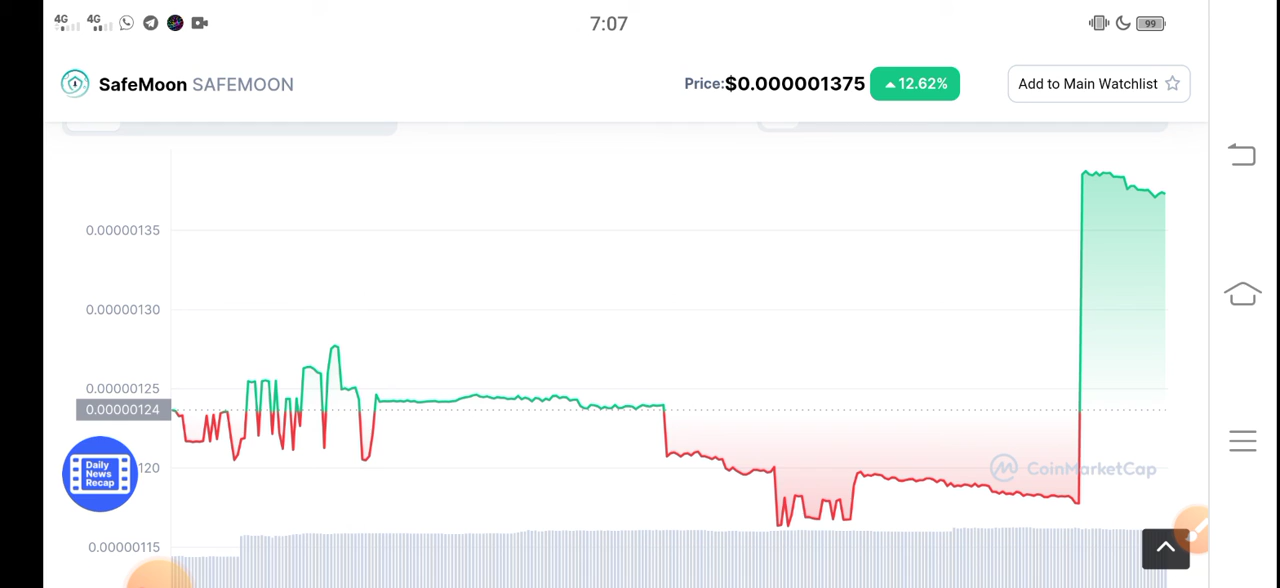 4G 4G 7:07 99
SafeMoon SAFEMOON Price:$0.000001375 12.62% Add to Main Watchlist
0.00000135
0.00000130
0.00000125
0.00000124
Daily
News
Recap
120
CoinMarketCap
0.00000115